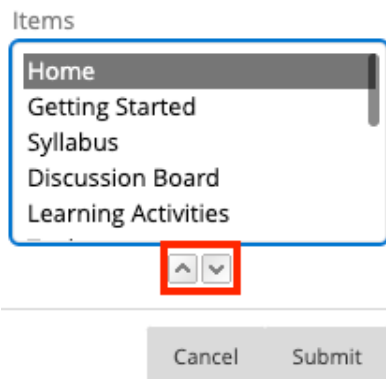 Items
Home
Getting Started
Syllabus
Discussion Board
Learning Activities
Cancel Submit